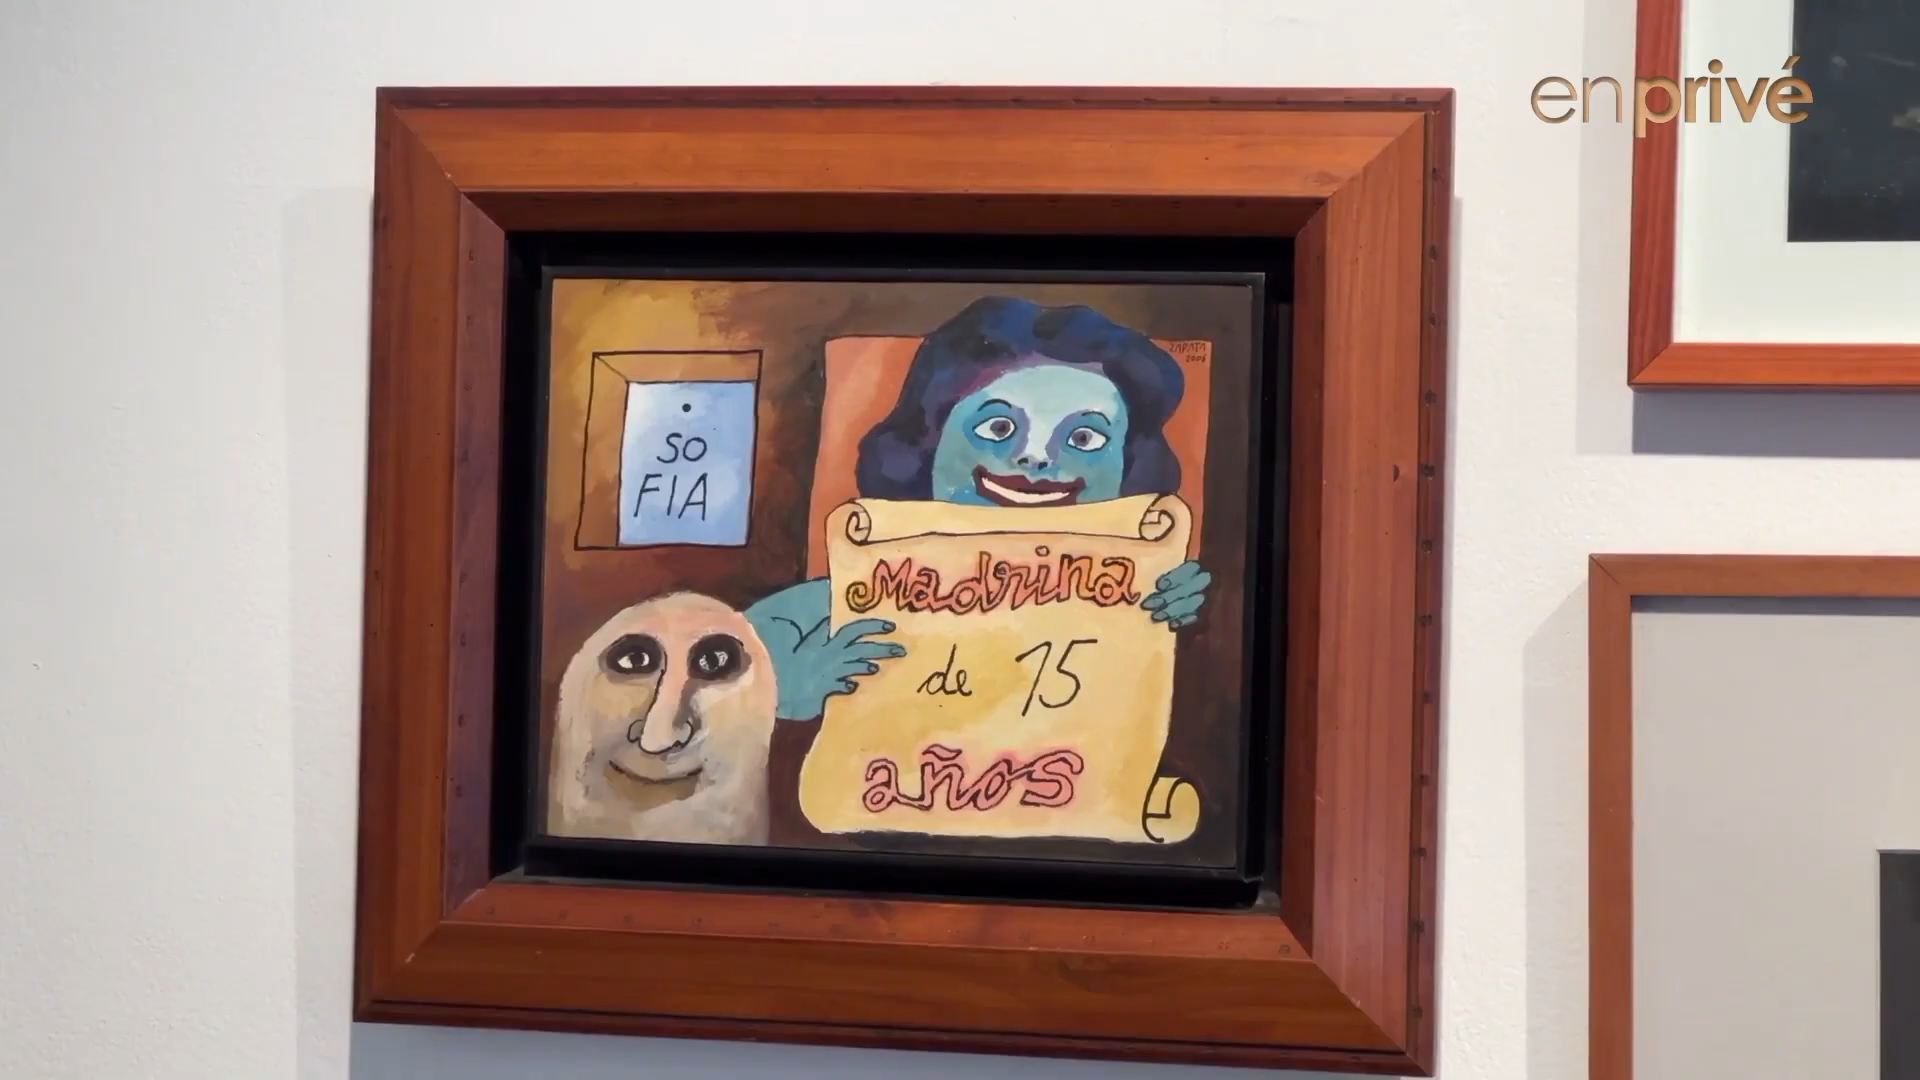 enprivé
ZAPATA
2006
SO
FIA
Madrina
de 15
años